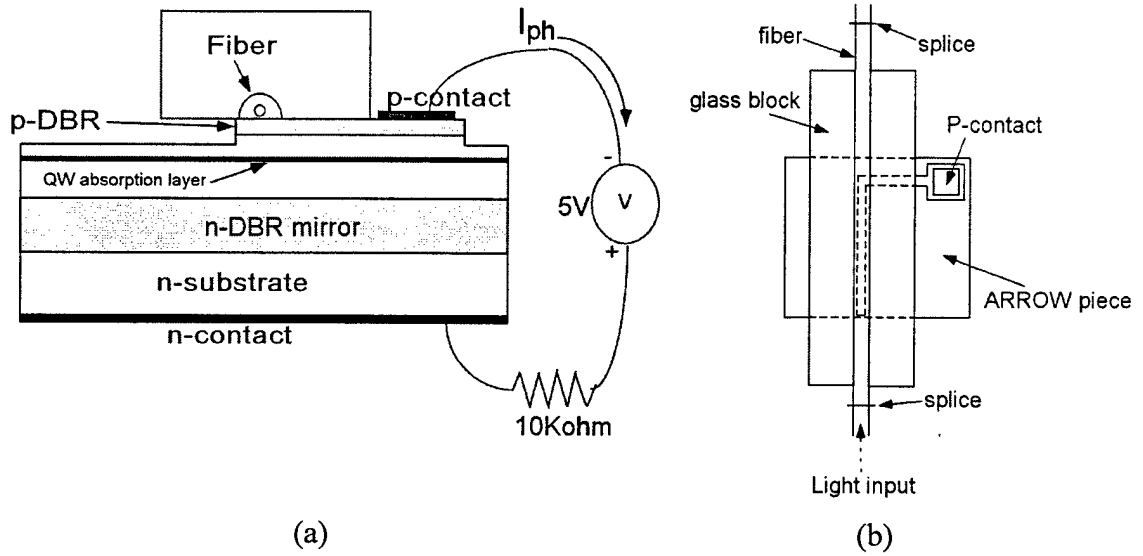 Fiber
I_ph
p-contact
p-DBR
QW absorption layer
n-DBR mirror
n-substrate
n-contact
-
5V
V
+
10Kohm
(a)
fiber
splice
glass block
P-contact
ARROW piece
splice
Light input
(b)